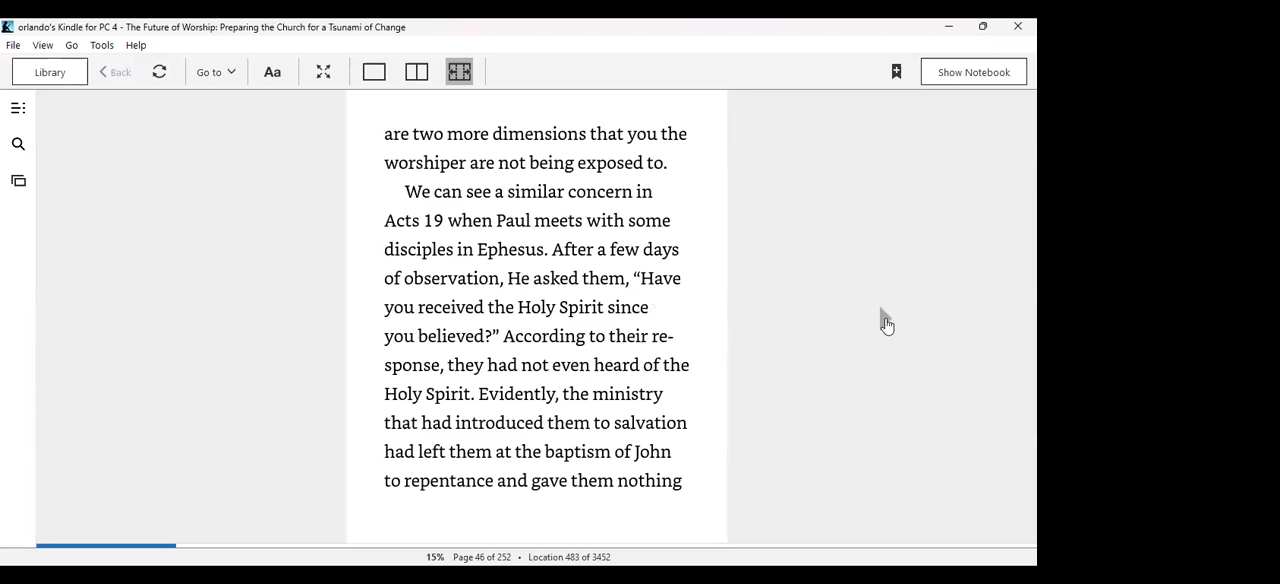 orlando's Kindle for PC 4 - The Future of Worship: Preparing the Church for a Tsunami of Change
File View Go Tools Help
Library Back Go to Aa Show Notebook
are two more dimensions that you the
worshiper are not being exposed to.
We can see a similar concern in
Acts 19 when Paul meets with some
disciples in Ephesus. After a few days
of observation, He asked them, “Have
you received the Holy Spirit since
you believed?” According to their re-
sponse, they had not even heard of the
Holy Spirit. Evidently, the ministry
that had introduced them to salvation
had left them at the baptism of John
to repentance and gave them nothing
15% Page 46 of 252 • Location 483 of 3452